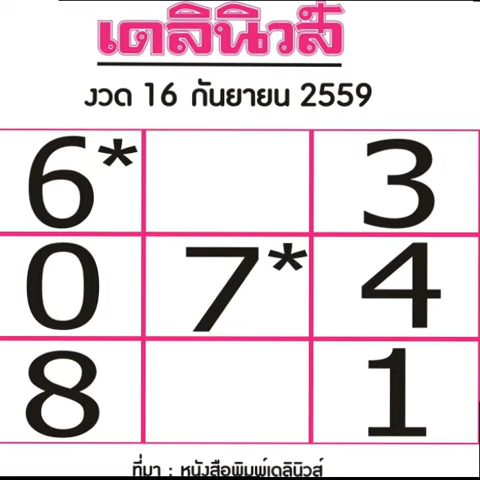 เดลินิวส์
งวด 16 กันยายน 2559
6* 3
0 7* 4
8 1
ที่มา : หนังสือพิมพ์เดลินิวส์